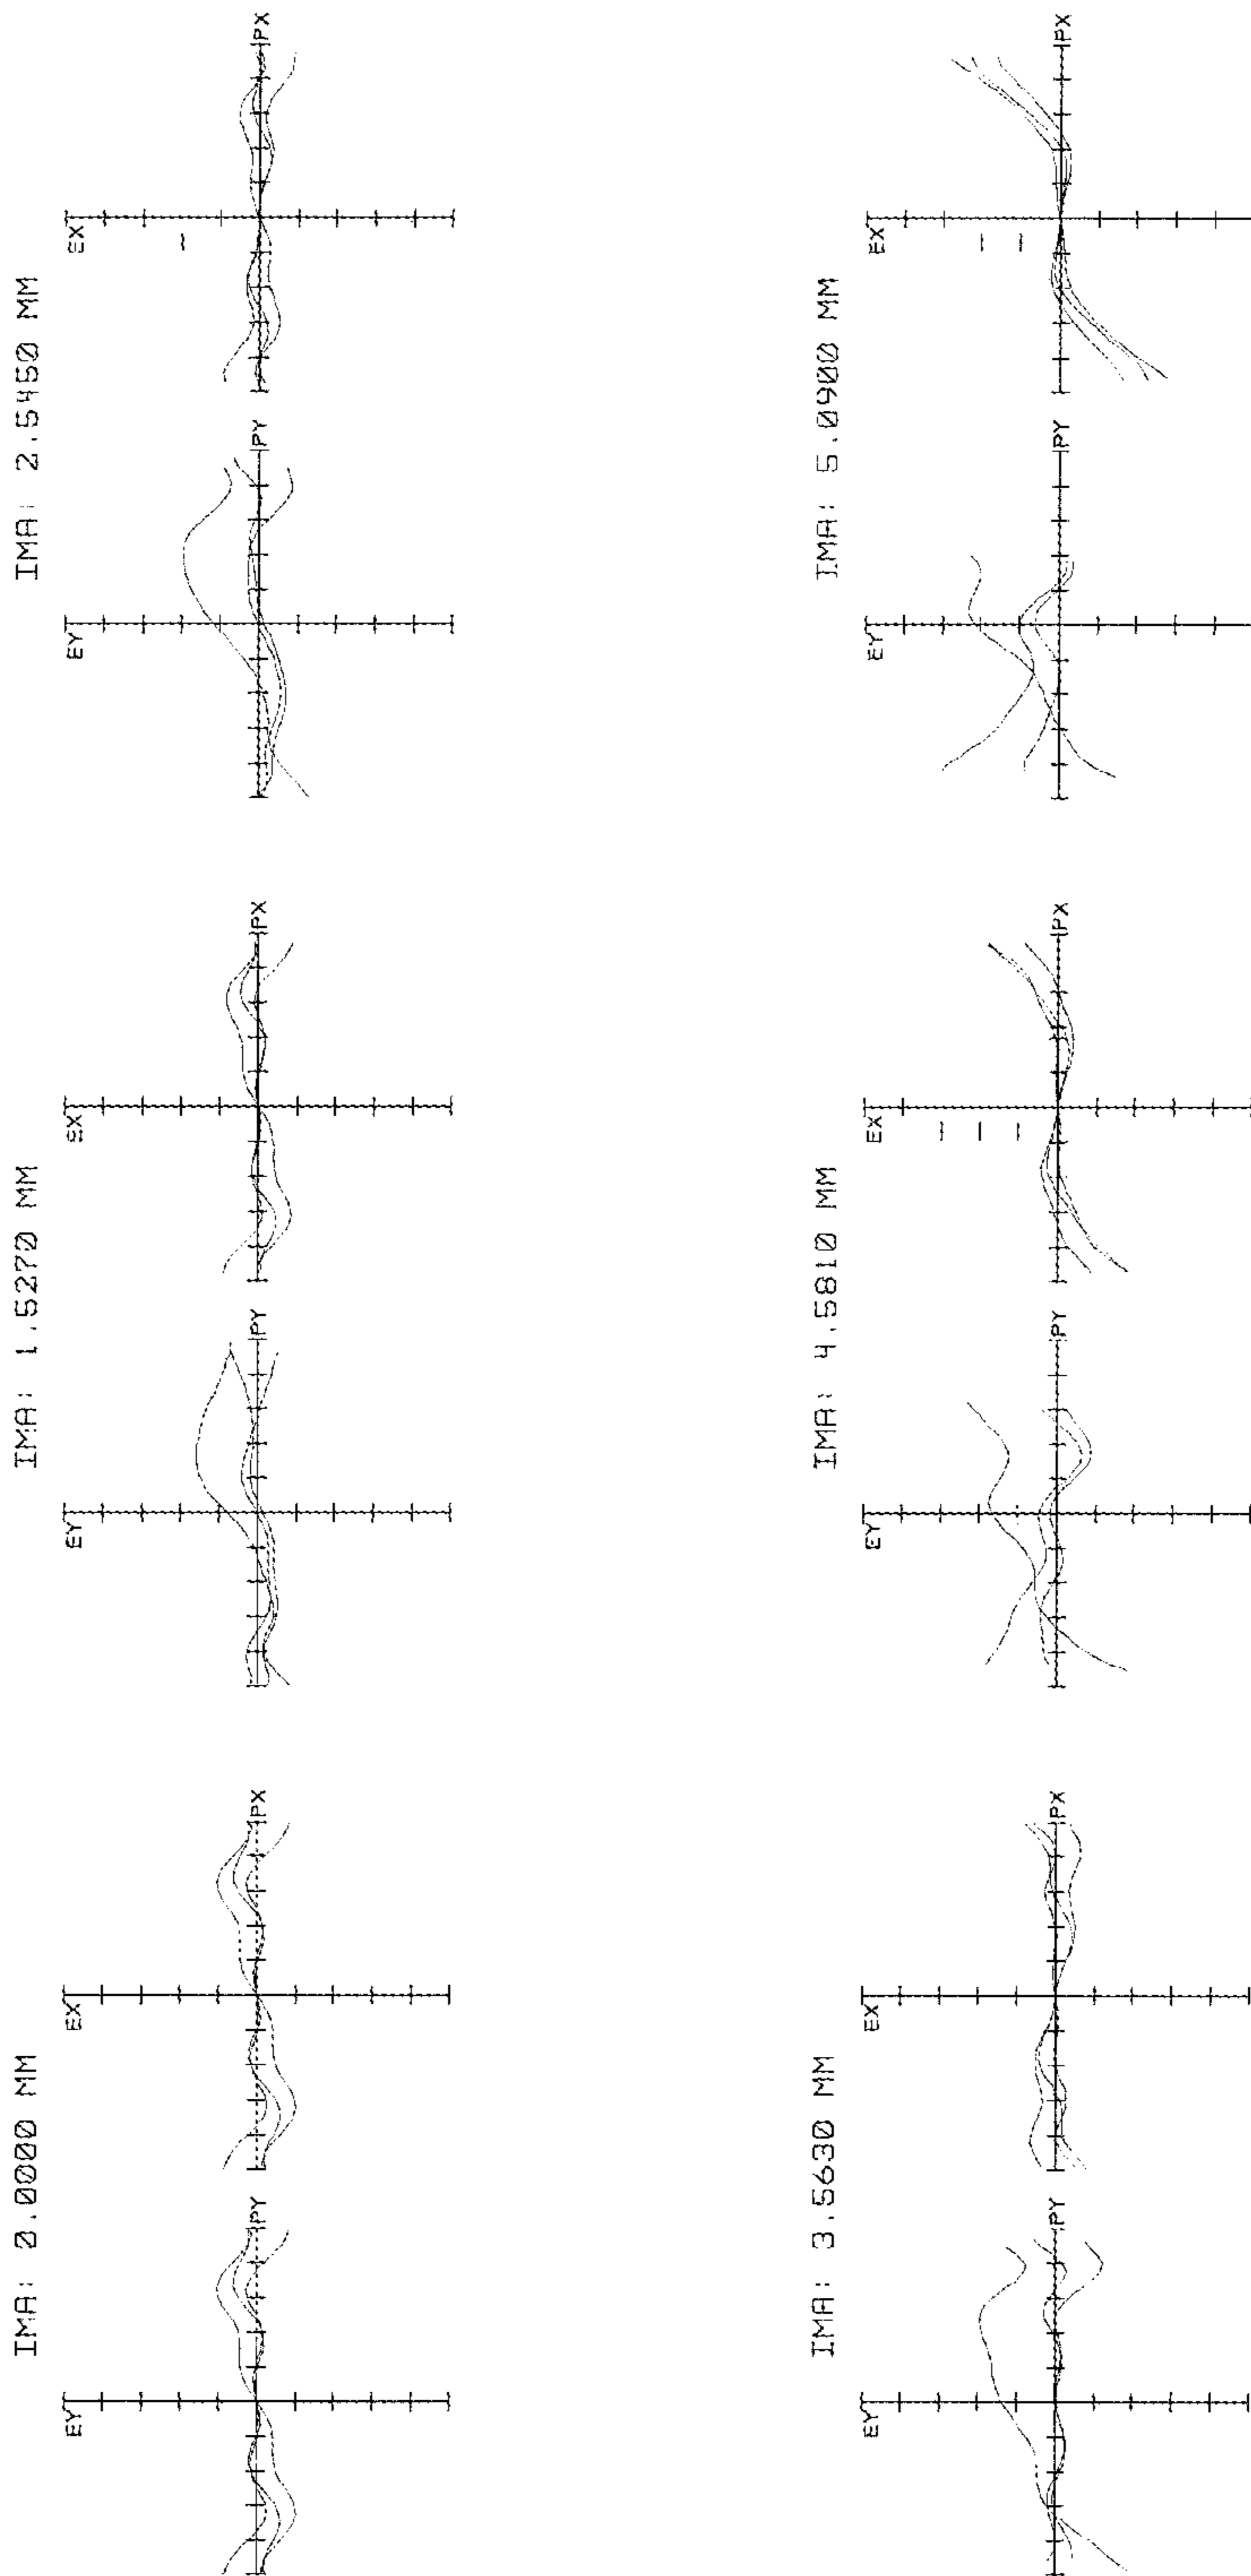 IMA: 0.0000 MM
EY
PY
EX
PX
IMA: 1.5270 MM
EY
PY
EX
PX
IMA: 2.5450 MM
EY
PY
EX
PX
IMA: 3.5630 MM
EY
PY
EX
PX
IMA: 4.5810 MM
EY
PY
EX
PX
IMA: 5.0900 MM
EY
PY
EX
PX